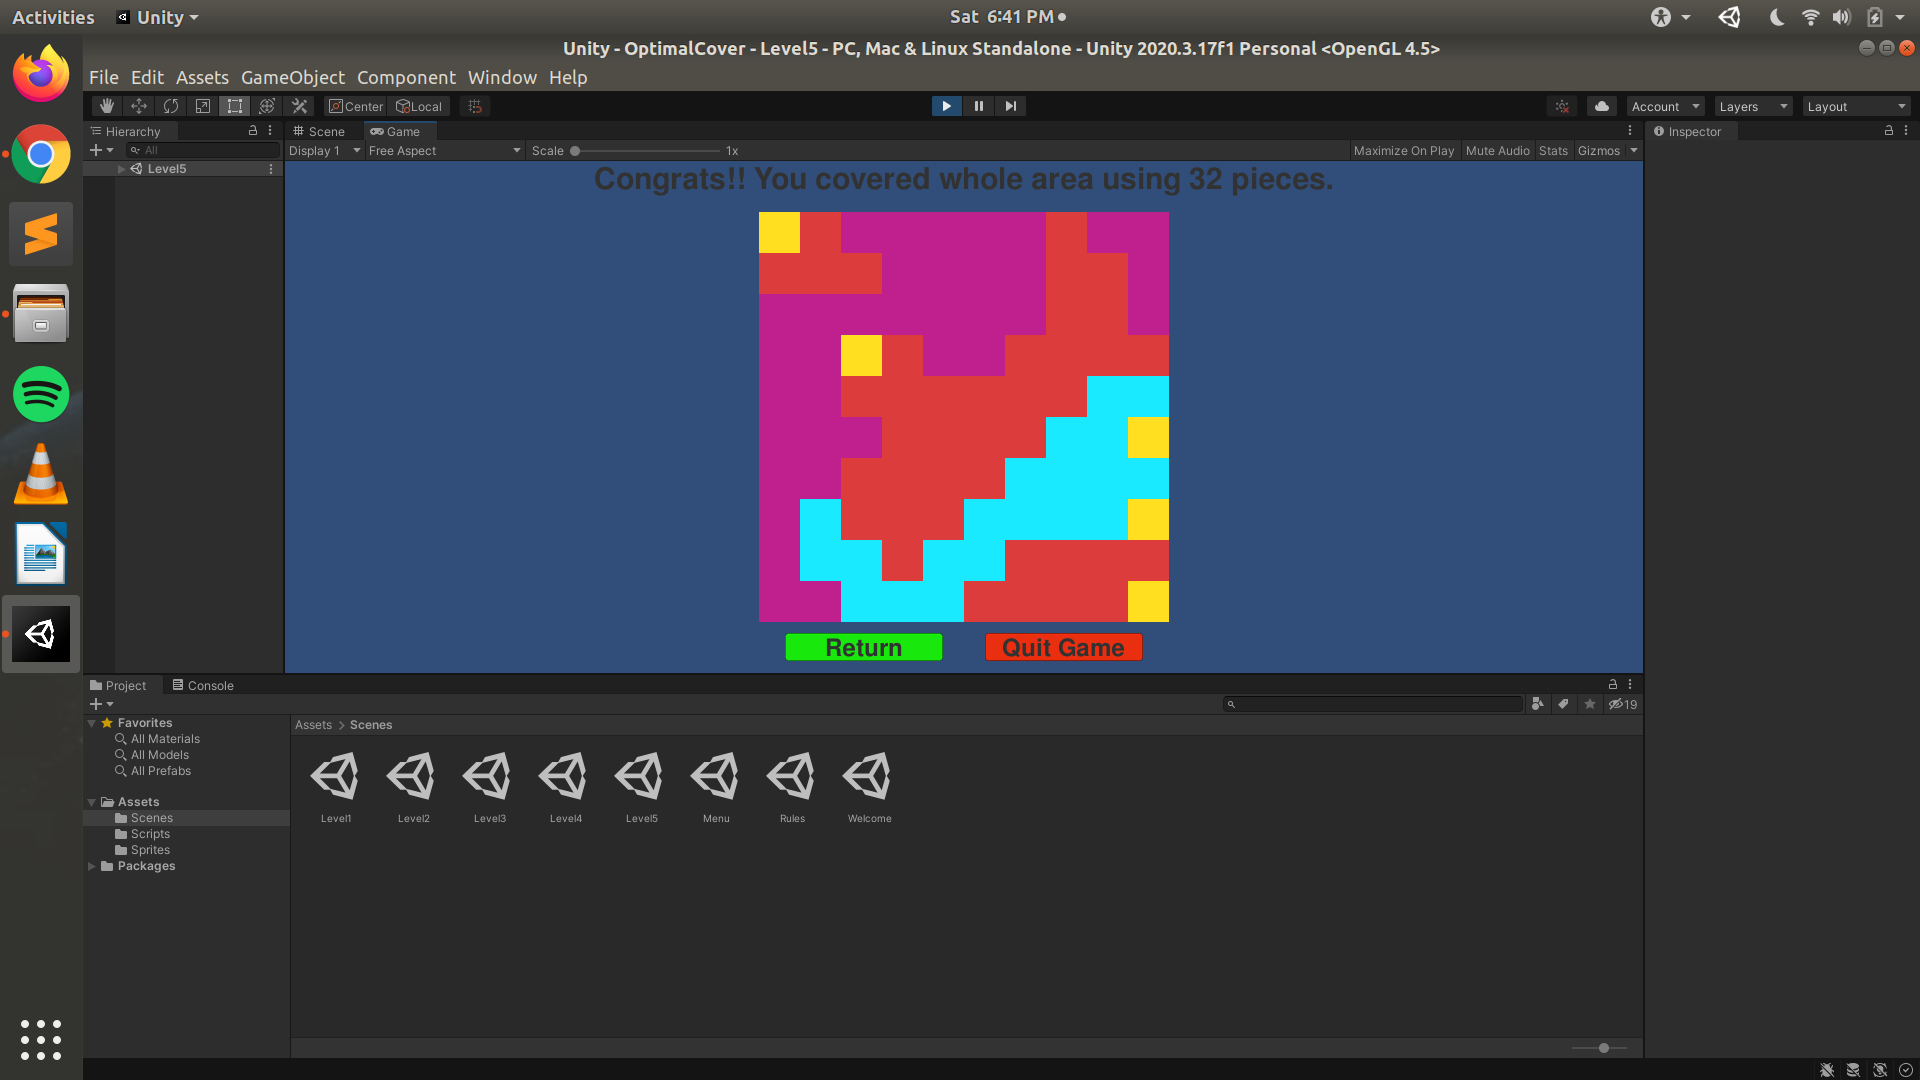 Activities
Unity
Sat 6:41 PM
Unity - OptimalCover - Level5 - PC, Mac & Linux Standalone - Unity 2020.3.17f1 Personal <OpenGL 4.5>
File Edit Assets GameObject Component Window Help
Center Local
Account Layers Layout
Hierarchy
All
Level5
Scene Game
Display 1 Free Aspect Scale 1x Maximize On Play Mute Audio Stats Gizmos
Inspector
Congrats!! You covered whole area using 32 pieces.
Return
Quit Game
Project Console
19
Favorites
All Materials
All Models
All Prefabs
Assets
Scenes
Scripts
Sprites
Packages
Assets > Scenes
Level1 Level2 Level3 Level4 Level5 Menu Rules Welcome